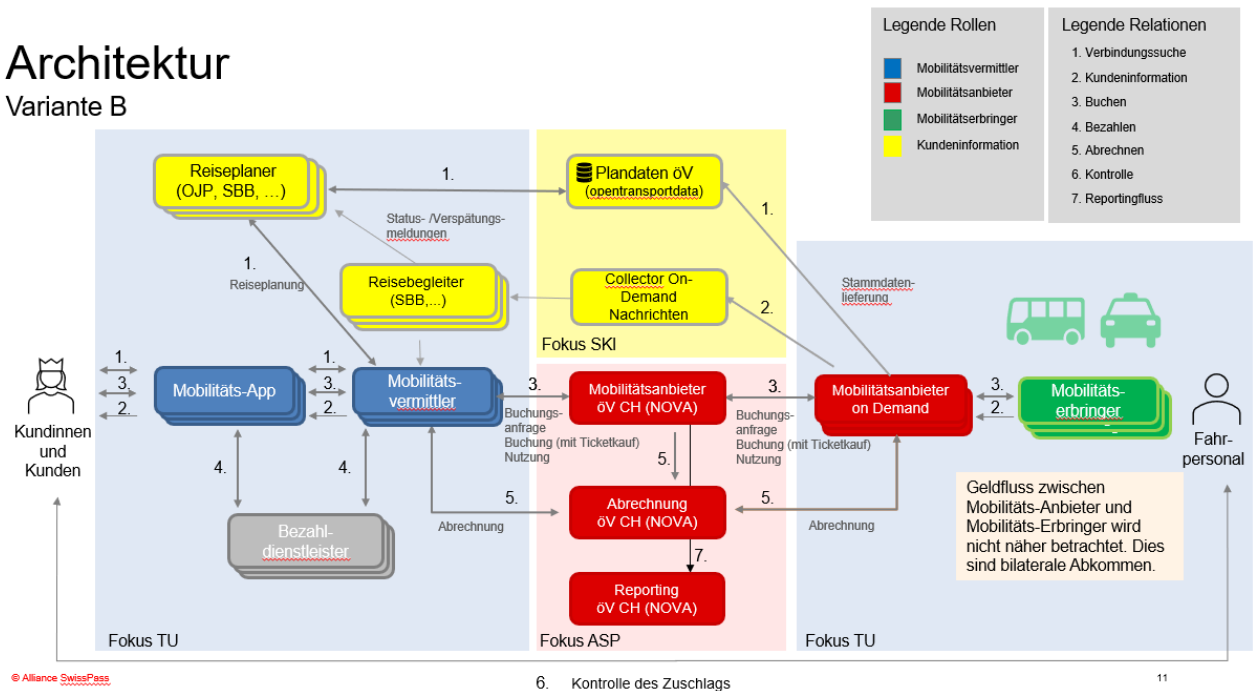 Architektur
Variante B
Legende Rollen
Mobilitätsvermittler
Mobilitätsanbieter
Mobilitätserbringer
Kundeninformation
Legende Relationen
1. Verbindungssuche
2. Kundeninformation
3. Buchen
4. Bezahlen
5. Abrechnen
6. Kontrolle
7. Reportingfluss
Reiseplaner
(OJP, SBB, …)
1.
Plandaten öV
(opentransportdata)
1.
Status- /Verspätungs-
meldungen
1.
Reiseplanung
Reisebegleiter
(SBB,...)
Collector On-
Demand
Nachrichten
2.
Stammdaten-
lieferung
Fokus SKI
Kundinnen
und
Kunden
1.
3.
2.
Mobilitäts-App
1.
3.
2.
Mobilitäts-
vermittler
3.
Buchungs-
anfrage
Buchung (mit Ticketkauf)
Nutzung
Mobilitätsanbieter
öV CH (NOVA)
3.
Buchungs-
anfrage
Buchung (mit Ticketkauf)
Nutzung
Mobilitätsanbieter
on Demand
3.
2.
Mobilitäts-
erbringer
Fahr-
personal
4.
4.
Bezahl-
dienstleister
5.
Abrechnung
5.
Abrechnung
öV CH (NOVA)
5.
Abrechnung
7.
Reporting
öV CH (NOVA)
Geldfluss zwischen
Mobilitäts-Anbieter und
Mobilitäts-Erbringer wird
nicht näher betrachtet. Dies
sind bilaterale Abkommen.
Fokus TU
Fokus ASP
Fokus TU
© Alliance SwissPass
6. Kontrolle des Zuschlags
11